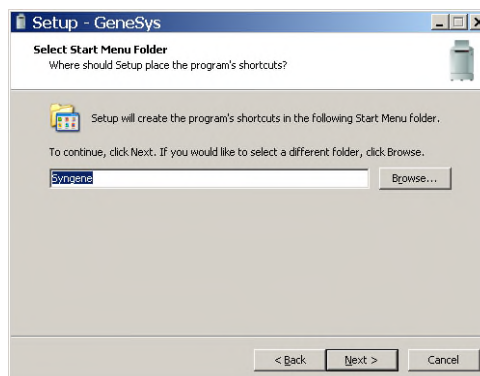 Setup - GeneSys
Select Start Menu Folder
Where should Setup place the program's shortcuts?
Setup will create the program's shortcuts in the following Start Menu folder.
To continue, click Next. If you would like to select a different folder, click Browse.
Syngene
Browse...
< Back
Next >
Cancel